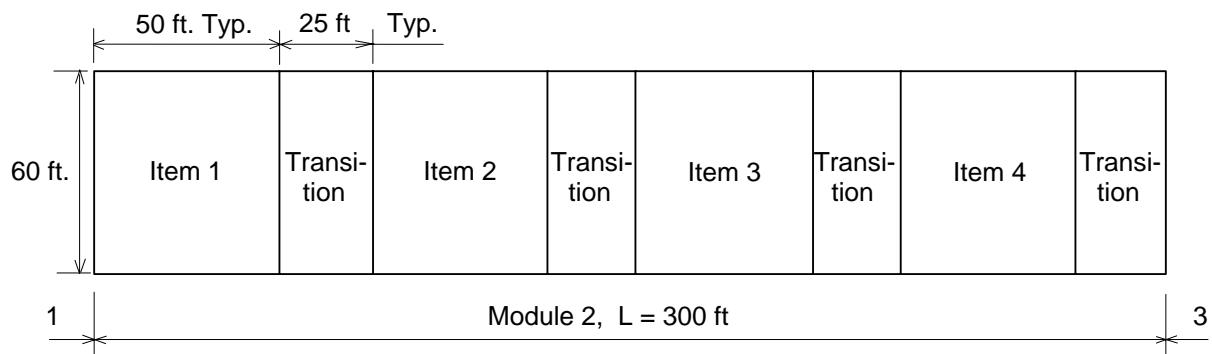 50 ft. Typ.
25 ft
Typ.
60 ft.
Item 1
Transi-
tion
Item 2
Transi-
tion
Item 3
Transi-
tion
Item 4
Transi-
tion
1
Module 2, L = 300 ft
3